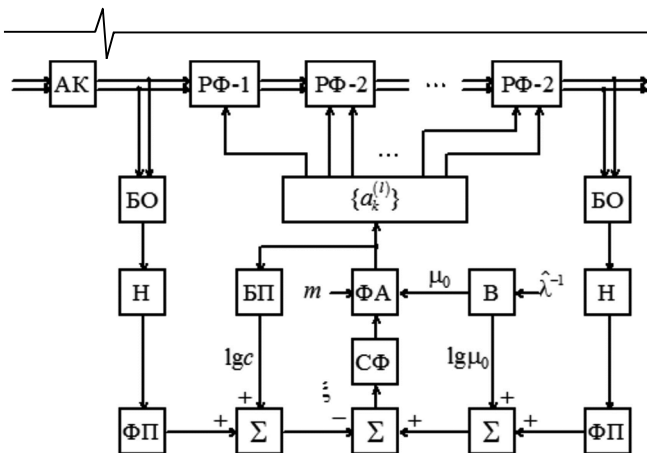 АК РФ-1 РФ-2 ... РФ-2
...
БО {a_k^{(l)}} БО
Н БП m ФА μ₀ В λ̂⁻¹ Н
lgc СФ lgμ₀
ξ
+ + − + + +
ФП Σ Σ Σ ФП